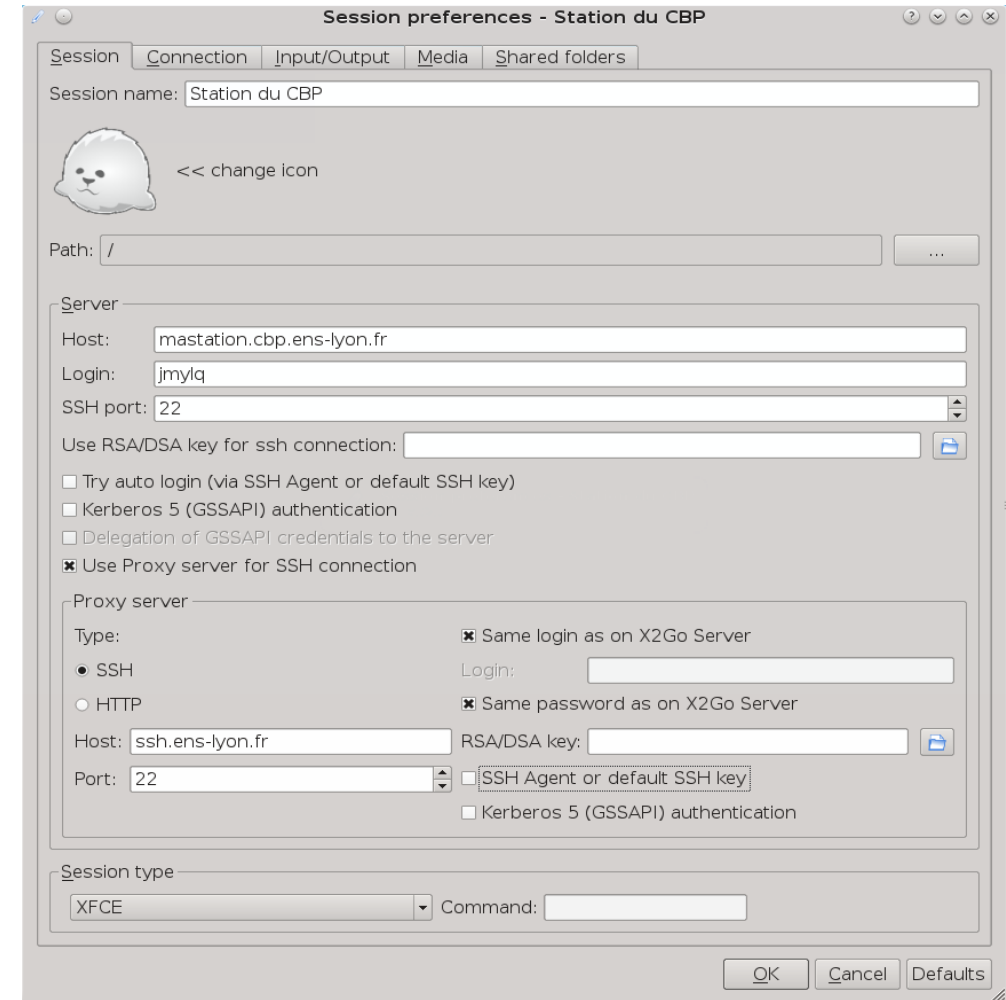 Session preferences - Station du CBP
Session Connection Input/Output Media Shared folders
Session name: Station du CBP
<< change icon
Path: / ...
Server
Host: mastation.cbp.ens-lyon.fr
Login: jmylq
SSH port: 22
Use RSA/DSA key for ssh connection:
Try auto login (via SSH Agent or default SSH key)
Kerberos 5 (GSSAPI) authentication
Delegation of GSSAPI credentials to the server
Use Proxy server for SSH connection
Proxy server
Type: Same login as on X2Go Server
SSH Login:
HTTP Same password as on X2Go Server
Host: ssh.ens-lyon.fr RSA/DSA key:
Port: 22 SSH Agent or default SSH key
Kerberos 5 (GSSAPI) authentication
Session type
XFCE Command:
OK Cancel Defaults